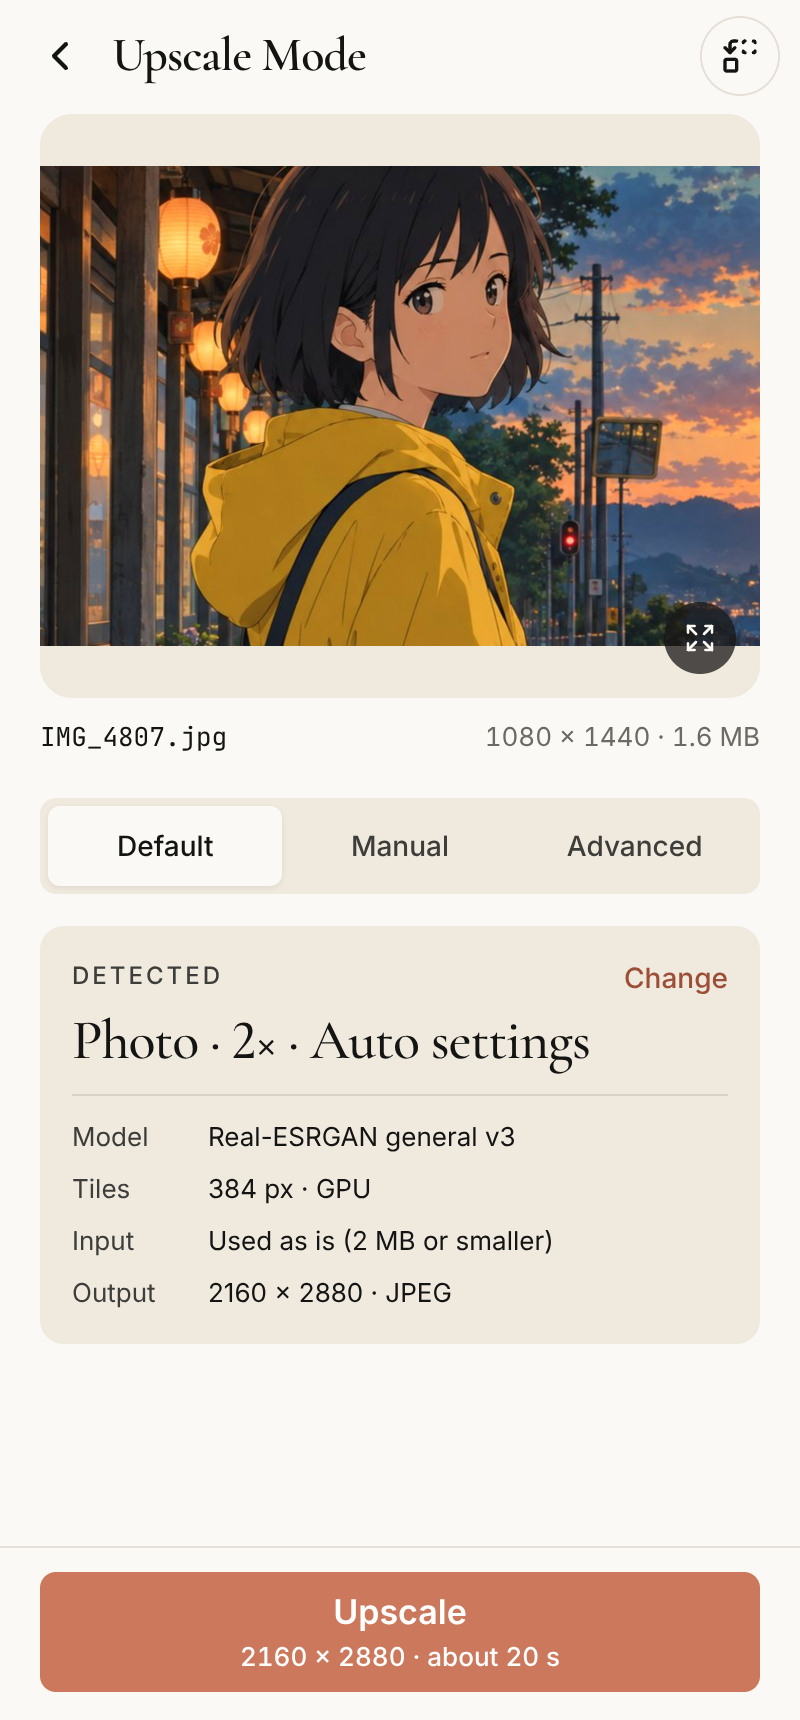 Upscale Mode
IMG_4807.jpg
1080 × 1440 · 1.6 MB
Default
Manual
Advanced
DETECTED
Change
Photo · 2× · Auto settings
Model Real-ESRGAN general v3
Tiles 384 px · GPU
Input Used as is (2 MB or smaller)
Output 2160 × 2880 · JPEG
Upscale
2160 × 2880 · about 20 s